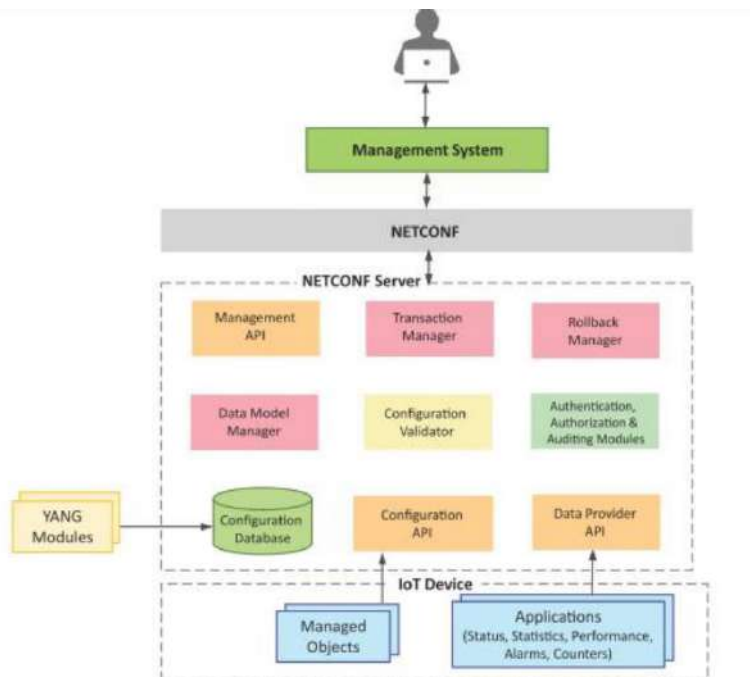 Management System
NETCONF
NETCONF Server
Management
API
Transaction
Manager
Rollback
Manager
Data Model
Manager
Configuration
Validator
Authentication,
Authorization &
Auditing Modules
YANG
Modules
Configuration
Database
Configuration
API
Data Provider
API
IoT Device
Managed
Objects
Applications
(Status, Statistics, Performance,
Alarms, Counters)